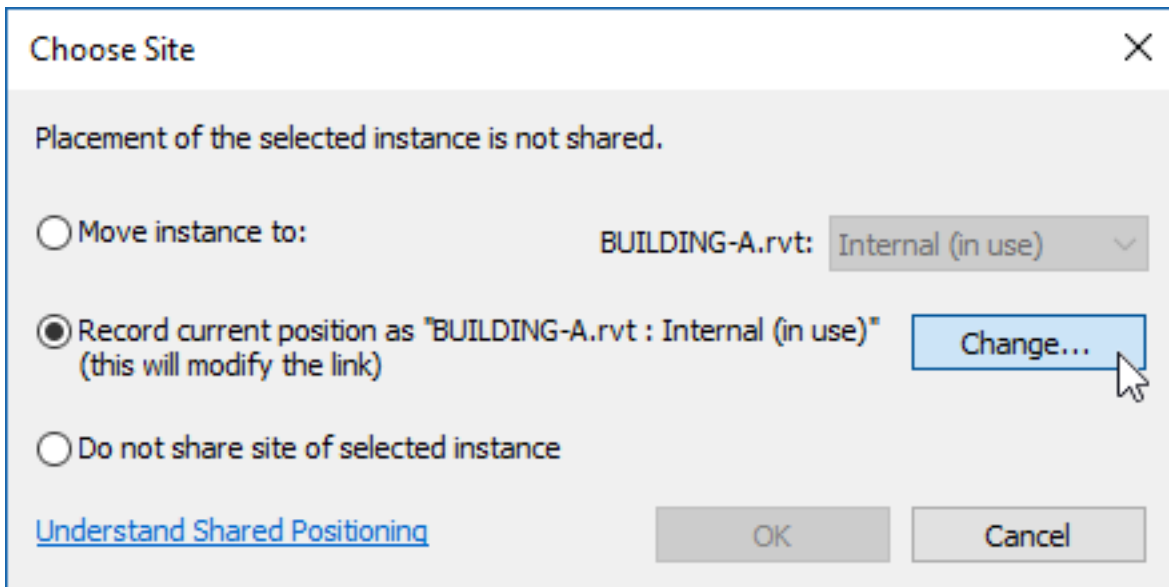 Choose Site
Placement of the selected instance is not shared.
Move instance to: BUILDING-A.rvt: Internal (in use)
Record current position as "BUILDING-A.rvt : Internal (in use)" Change...
(this will modify the link)
Do not share site of selected instance
Understand Shared Positioning OK Cancel